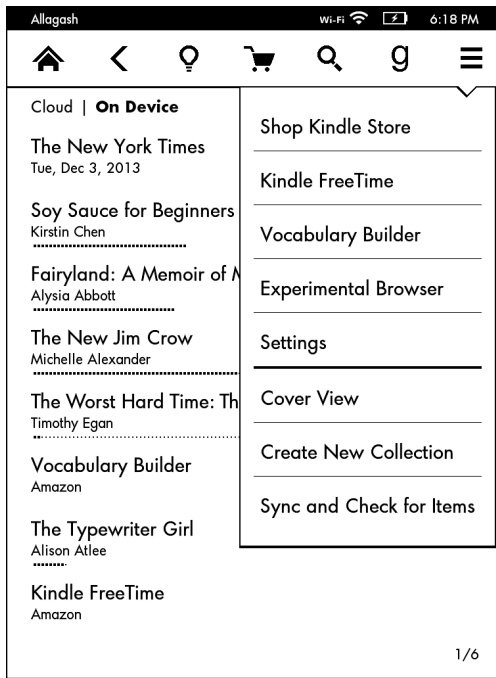 Allagash Wi-Fi 6:18 PM
g
Cloud | On Device
The New York Times
Tue, Dec 3, 2013
Soy Sauce for Beginners
Kirstin Chen
Fairyland: A Memoir of
Alysia Abbott
The New Jim Crow
Michelle Alexander
The Worst Hard Time: Th
Timothy Egan
Vocabulary Builder
Amazon
The Typewriter Girl
Alison Atlee
Kindle FreeTime
Amazon
Shop Kindle Store
Kindle FreeTime
Vocabulary Builder
Experimental Browser
Settings
Cover View
Create New Collection
Sync and Check for Items
1/6